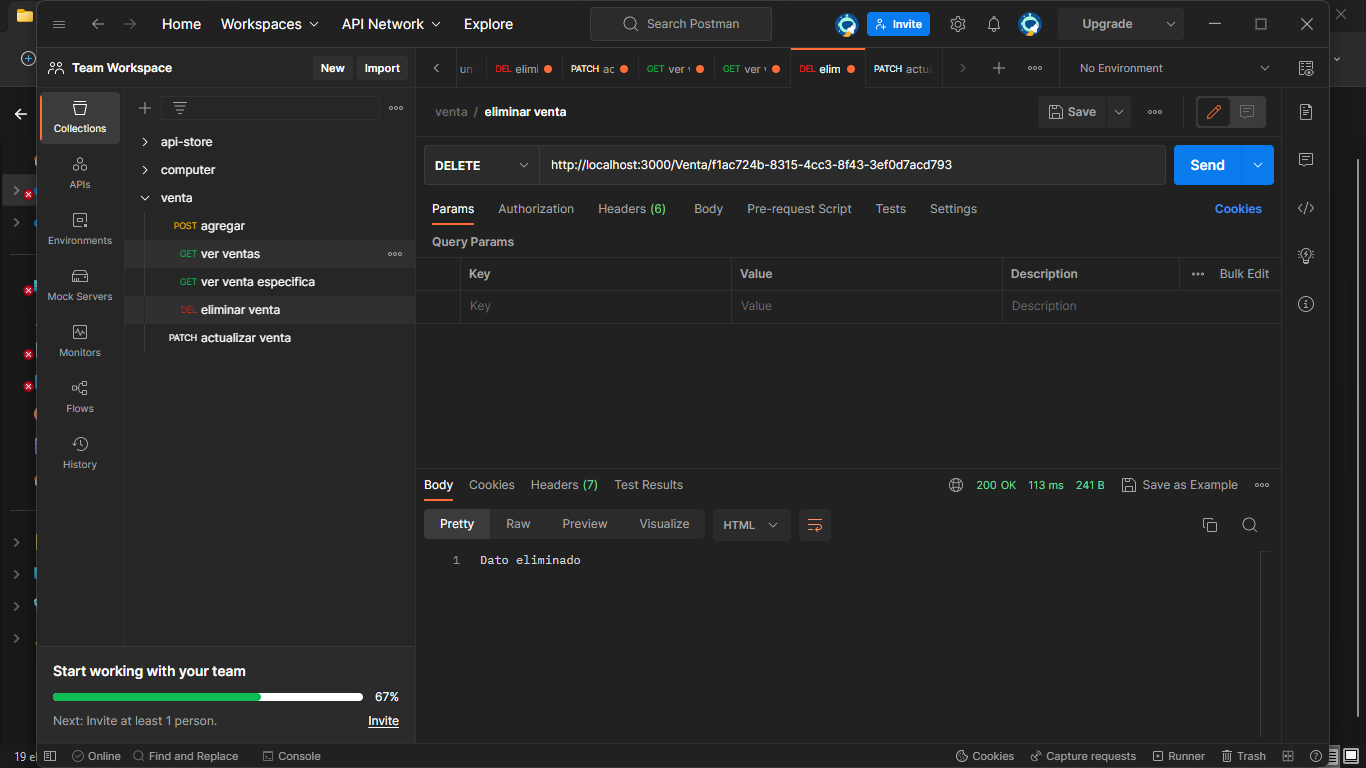 Home Workspaces API Network Explore Search Postman Invite Upgrade
Team Workspace New Import
un DEL elimi PATCH ac GET ver GET ver DEL elim PATCH actu No Environment
Collections
APIs
Environments
Mock Servers
Monitors
Flows
History
api-store
computer
venta
POST agregar
GET ver ventas
GET ver venta especifica
DEL eliminar venta
PATCH actualizar venta
venta / eliminar venta Save
DELETE http://localhost:3000/Venta/f1ac724b-8315-4cc3-8f43-3ef0d7acd793 Send
Params Authorization Headers (6) Body Pre-request Script Tests Settings Cookies
Query Params
Key Value Description Bulk Edit
Key Value Description
Body Cookies Headers (7) Test Results 200 OK 113 ms 241 B Save as Example
Pretty Raw Preview Visualize HTML
1 Dato eliminado
Start working with your team
67%
Next: Invite at least 1 person. Invite
19 el Online Find and Replace Console Cookies Capture requests Runner Trash